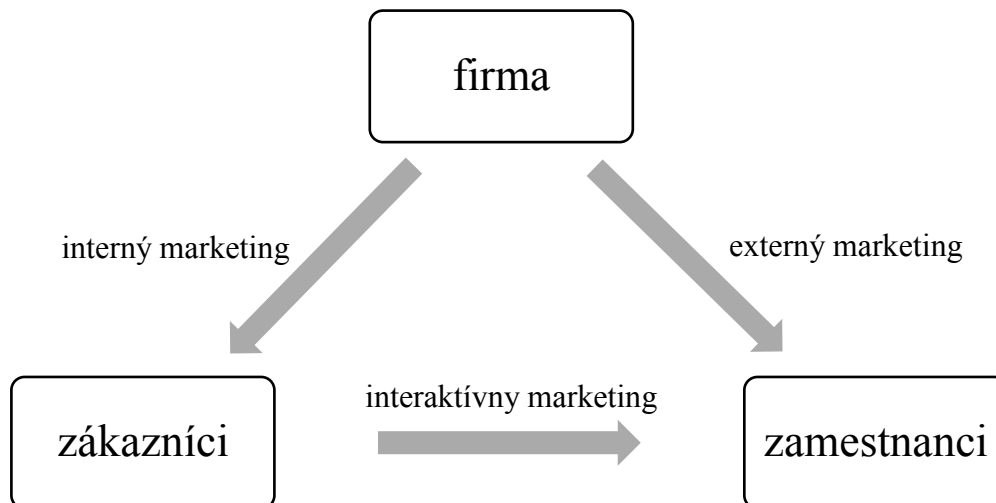 firma
interný marketing
externý marketing
interaktívny marketing
zákazníci
zamestnanci